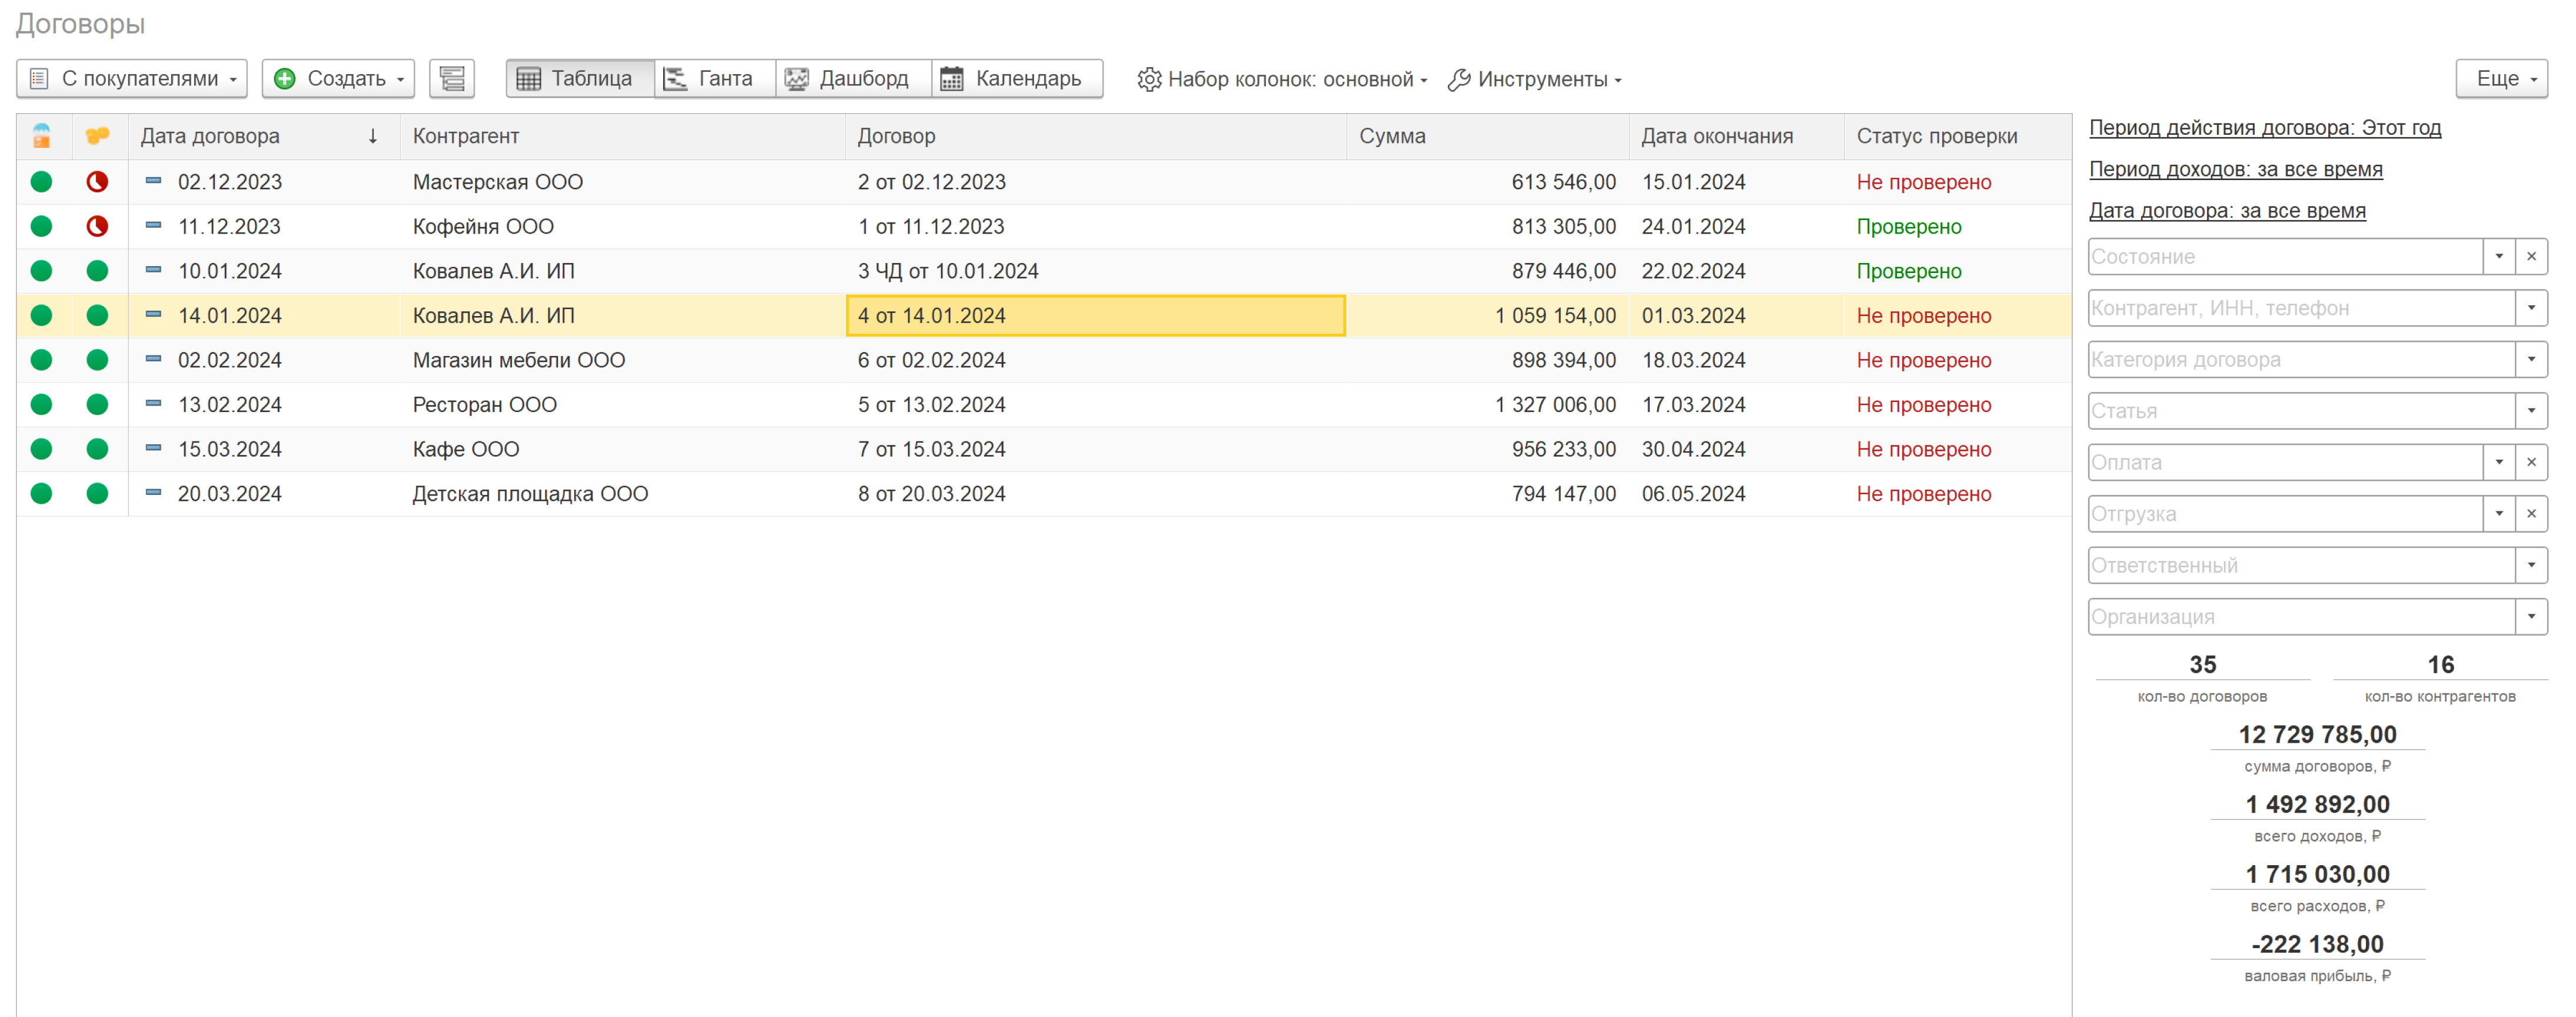 Договоры
С покупателями Создать Таблица Ганта Дашборд Календарь Набор колонок: основной Инструменты Еще
Дата договора ↓ Контрагент Договор Сумма Дата окончания Статус проверки
02.12.2023 Мастерская ООО 2 от 02.12.2023 613 546,00 15.01.2024 Не проверено
11.12.2023 Кофейня ООО 1 от 11.12.2023 813 305,00 24.01.2024 Проверено
10.01.2024 Ковалев А.И. ИП 3 ЧД от 10.01.2024 879 446,00 22.02.2024 Проверено
14.01.2024 Ковалев А.И. ИП 4 от 14.01.2024 1 059 154,00 01.03.2024 Не проверено
02.02.2024 Магазин мебели ООО 6 от 02.02.2024 898 394,00 18.03.2024 Не проверено
13.02.2024 Ресторан ООО 5 от 13.02.2024 1 327 006,00 17.03.2024 Не проверено
15.03.2024 Кафе ООО 7 от 15.03.2024 956 233,00 30.04.2024 Не проверено
20.03.2024 Детская площадка ООО 8 от 20.03.2024 794 147,00 06.05.2024 Не проверено
Период действия договора: Этот год
Период доходов: за все время
Дата договора: за все время
Состояние
Контрагент, ИНН, телефон
Категория договора
Статья
Оплата
Отгрузка
Ответственный
Организация
35 16
кол-во договоров кол-во контрагентов
12 729 785,00
сумма договоров, ₽
1 492 892,00
всего доходов, ₽
1 715 030,00
всего расходов, ₽
-222 138,00
валовая прибыль, ₽